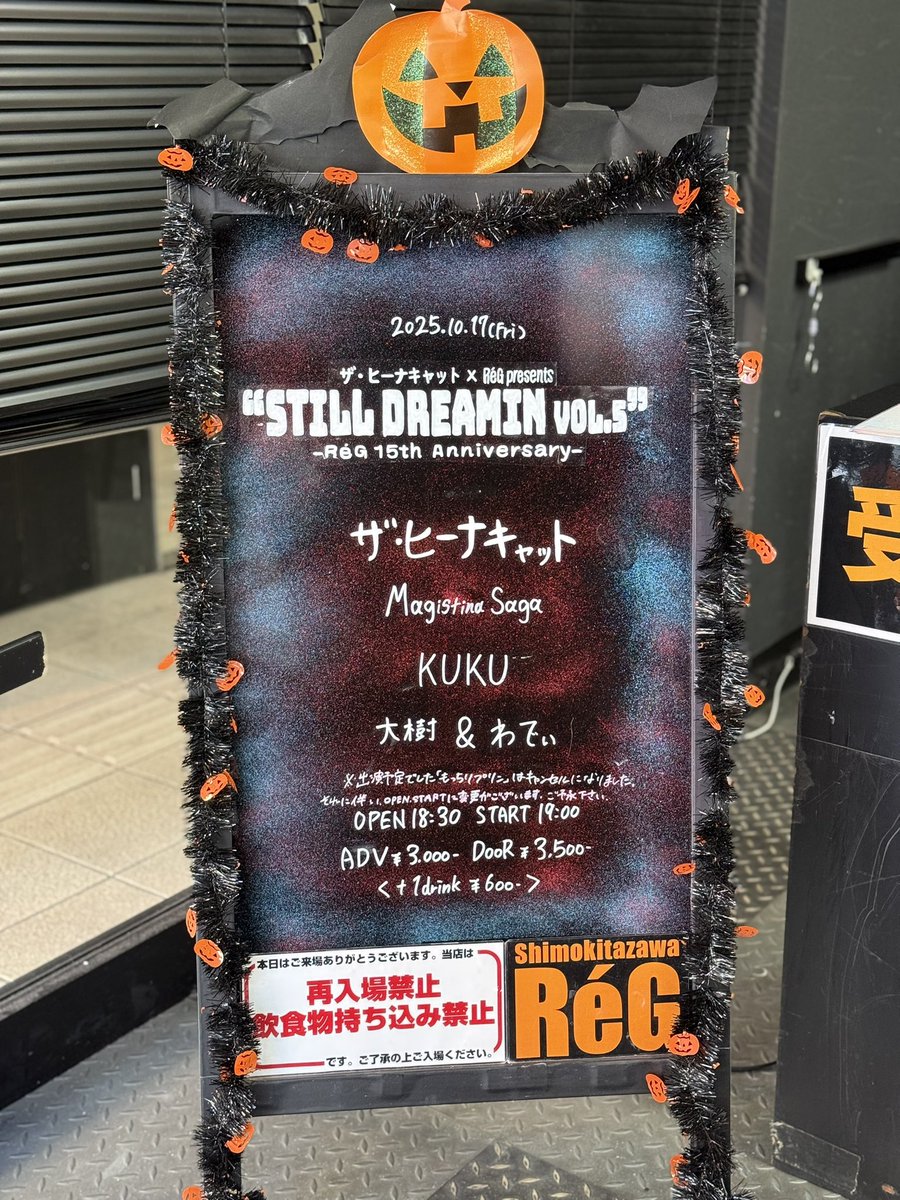 2025.10.17(Fri)
ザ・ヒーナキャット × RéG presents
"STILL DREAMIN VOL.5"
-RéG 15th Anniversary-
ザ・ヒーナキャット
Magistina Saga
KUKU
大樹 & わてぃ
※出演予定でした「もっちりプリン」はキャンセルになりました。
それに伴い、OPEN.STARTに変更がございます。ご了承下さい。
OPEN 18:30 START 19:00
ADV ¥3.000- DooR ¥3,500-
<+1drink ¥600->
本日はご来場ありがとうございます。当店は
再入場禁止
飲食物持ち込み禁止
です。ご了承の上ご入場ください。
Shimokitazawa
RéG
受